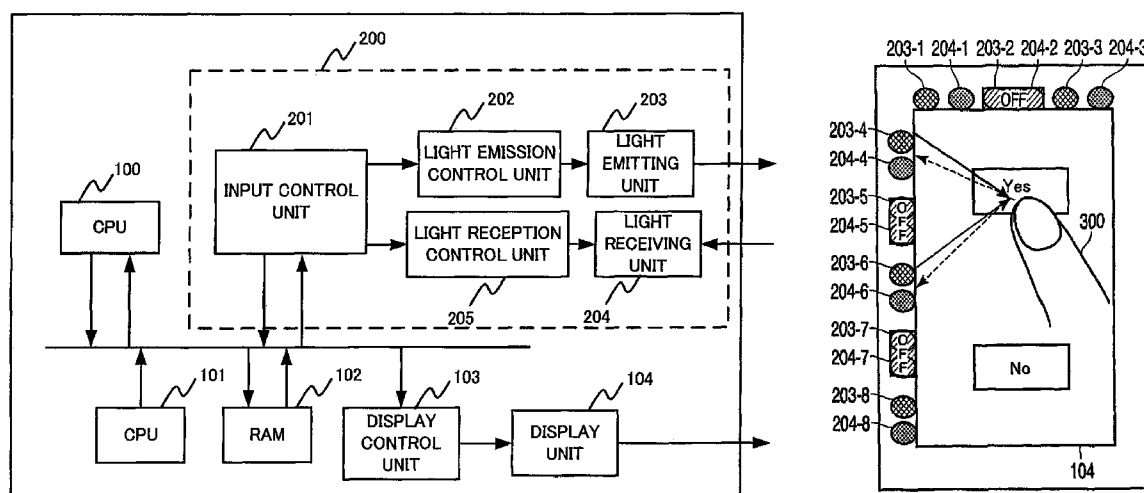 200
201
202
203
LIGHT EMISSION
CONTROL UNIT
LIGHT
EMITTING
UNIT
INPUT CONTROL
UNIT
100
CPU
LIGHT RECEPTION
CONTROL UNIT
LIGHT
RECEIVING
UNIT
205
204
101
102
103
104
CPU
RAM
DISPLAY
CONTROL
UNIT
DISPLAY
UNIT
203-1 204-1 203-2 204-2 203-3 204-3
OFF
203-4
204-4
Yes
203-5
OFF
204-5
300
203-6
204-6
203-7
OFF
204-7
No
203-8
204-8
104